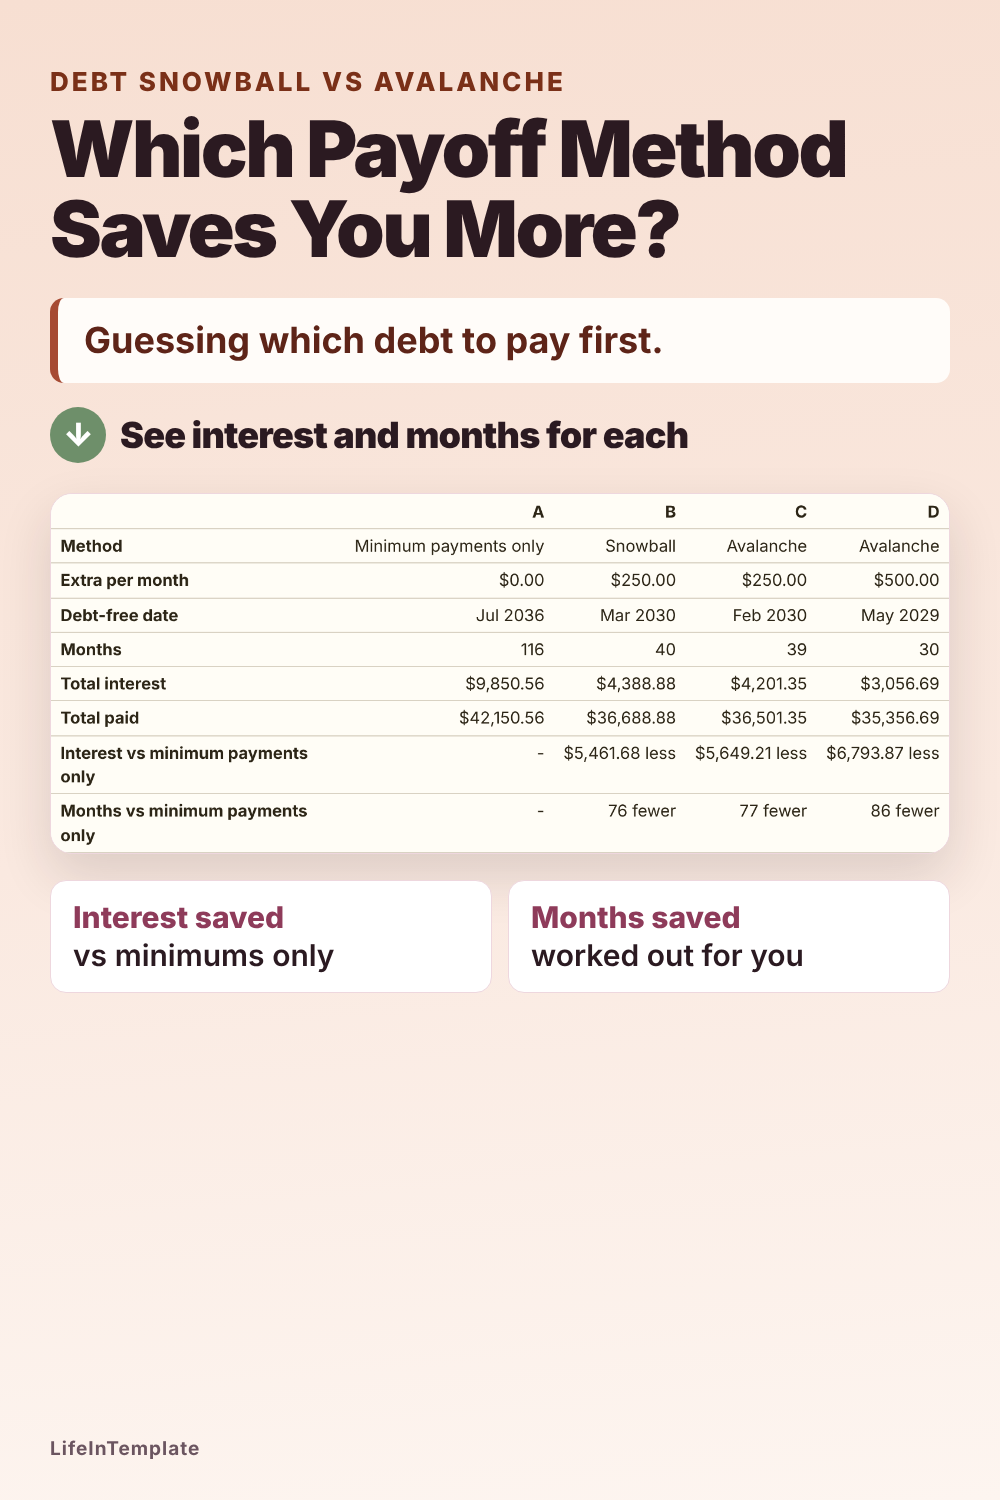 DEBT SNOWBALL VS AVALANCHE
Which Payoff Method
Saves You More?
Guessing which debt to pay first.
See interest and months for each
A B C D
Method Minimum payments only Snowball Avalanche Avalanche
Extra per month $0.00 $250.00 $250.00 $500.00
Debt-free date Jul 2036 Mar 2030 Feb 2030 May 2029
Months 116 40 39 30
Total interest $9,850.56 $4,388.88 $4,201.35 $3,056.69
Total paid $42,150.56 $36,688.88 $36,501.35 $35,356.69
Interest vs minimum payments - $5,461.68 less $5,649.21 less $6,793.87 less
only
Months vs minimum payments - 76 fewer 77 fewer 86 fewer
only
Interest saved
vs minimums only
Months saved
worked out for you
LifeInTemplate